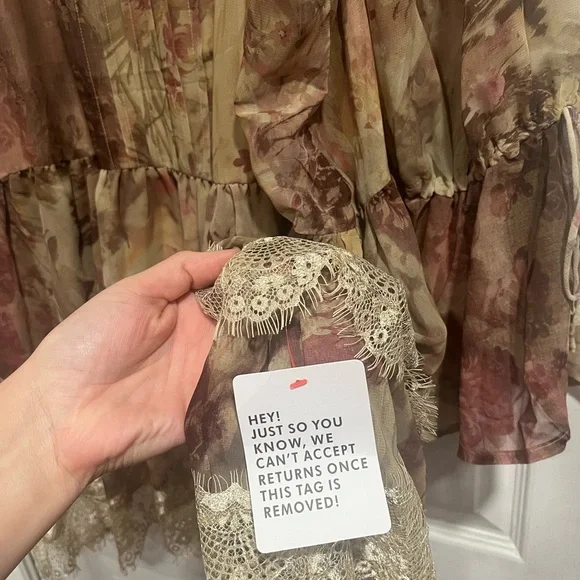 HEY!
JUST SO YOU
KNOW, WE
CAN'T ACCEPT
RETURNS ONCE
THIS TAG IS
REMOVED!